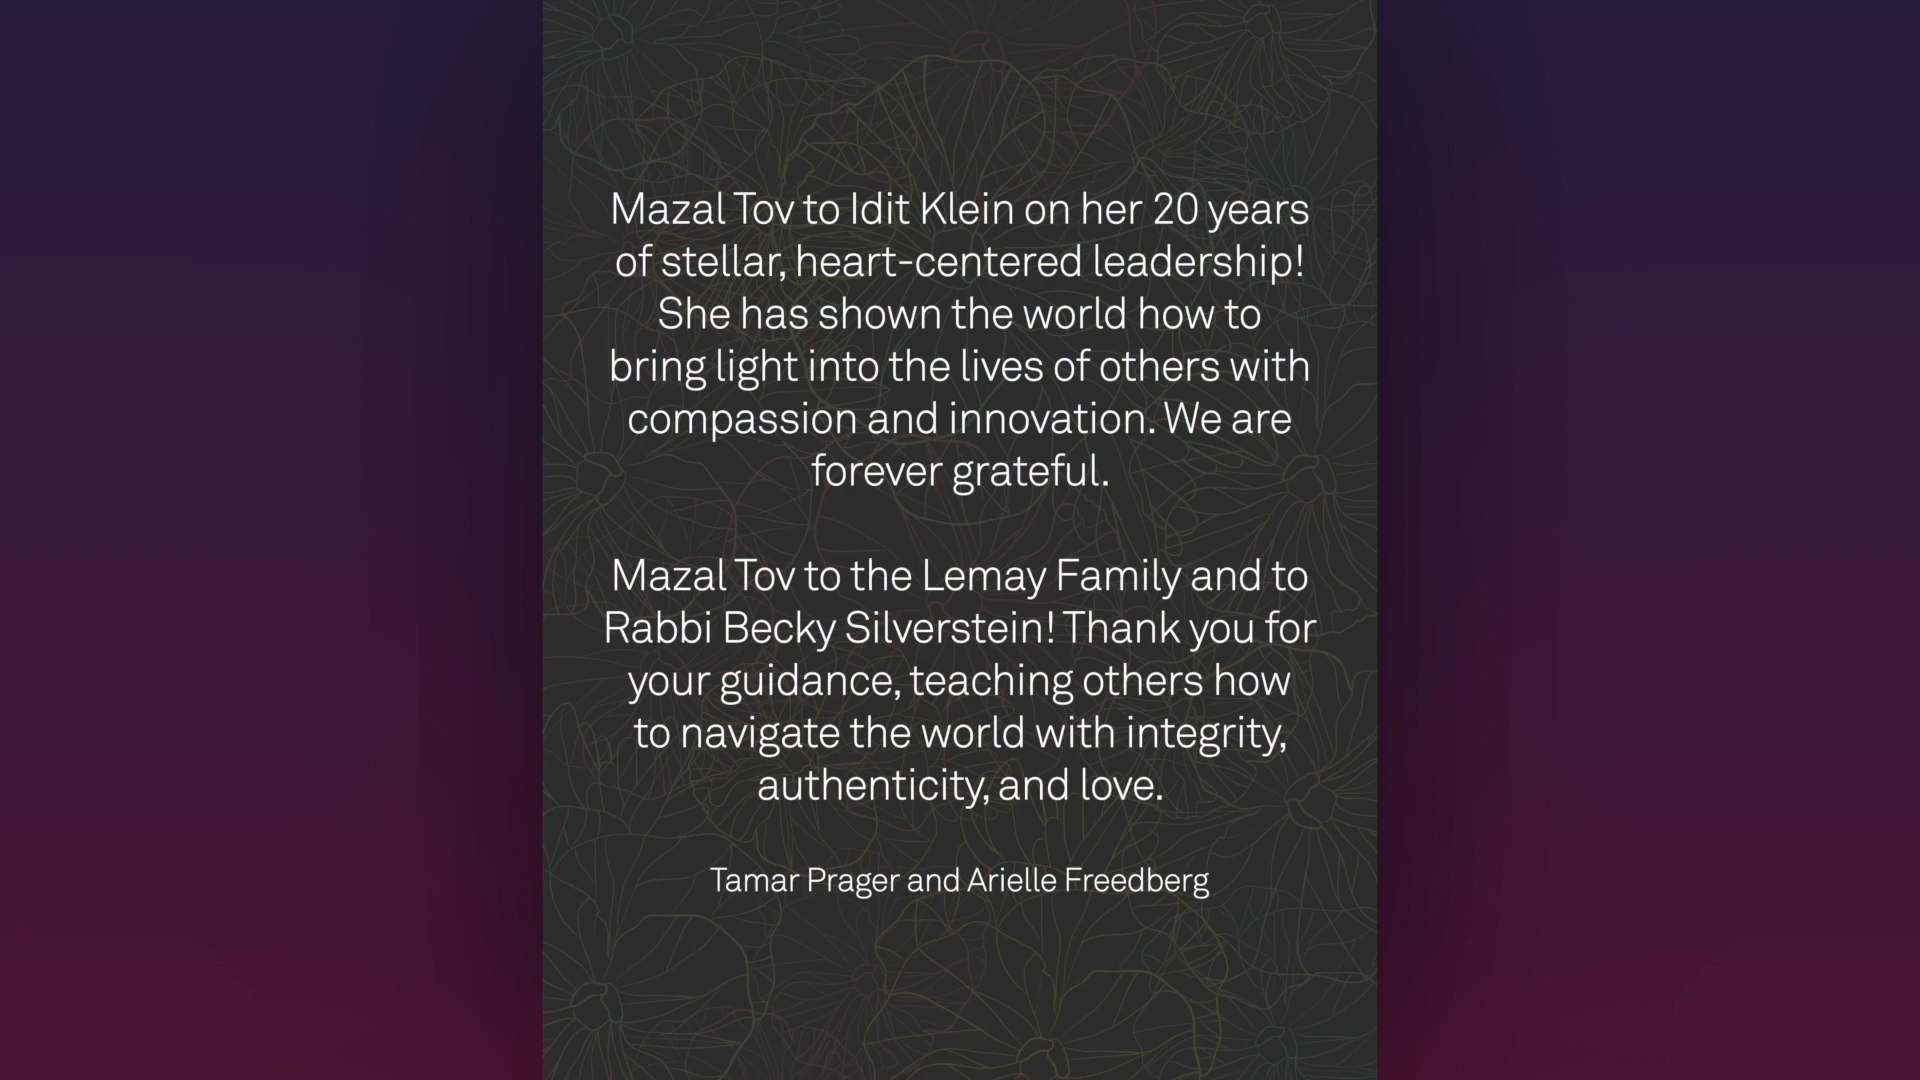 Mazal Tov to Idit Klein on her 20 years
of stellar, heart-centered leadership!
She has shown the world how to
bring light into the lives of others with
compassion and innovation. We are
forever grateful.
Mazal Tov to the Lemay Family and to
Rabbi Becky Silverstein! Thank you for
your guidance, teaching others how
to navigate the world with integrity,
authenticity, and love.
Tamar Prager and Arielle Freedberg